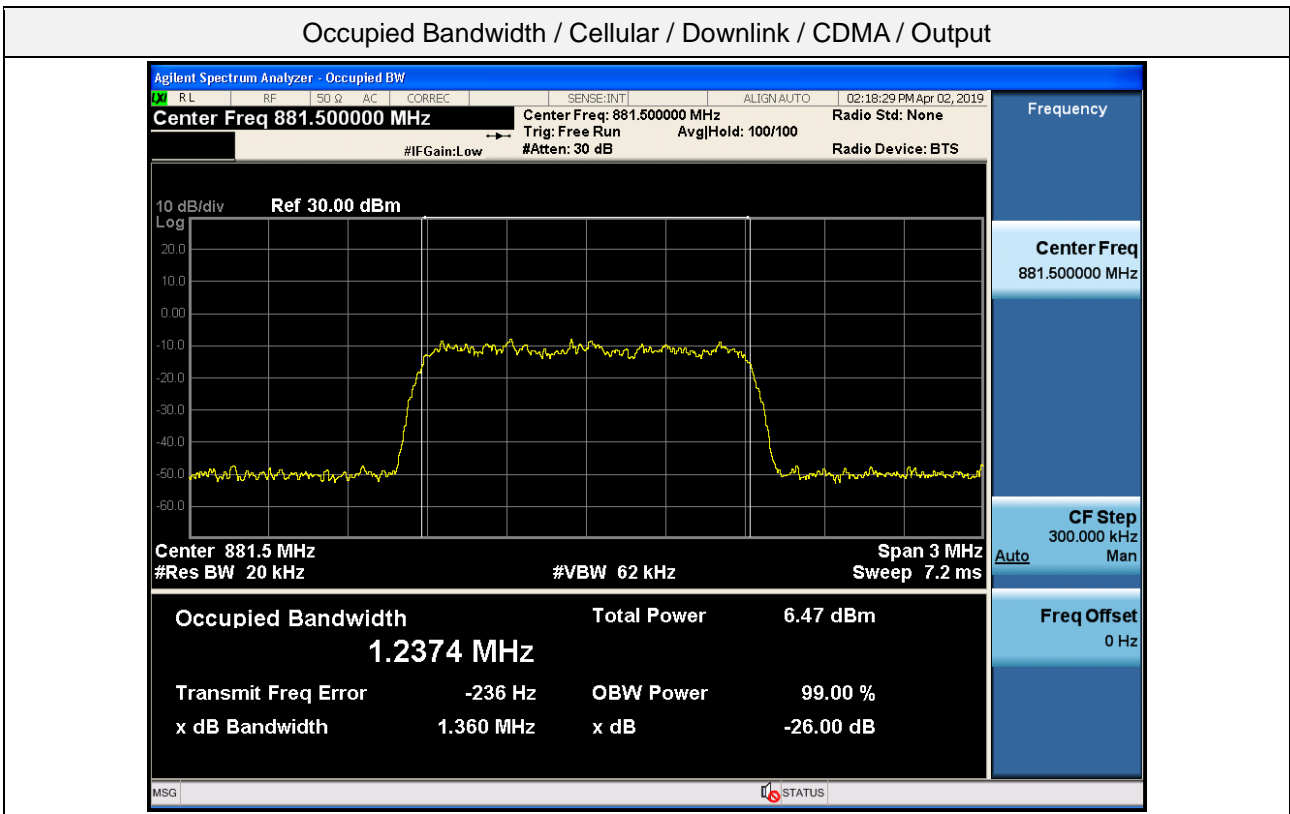 Occupied Bandwidth / Cellular / Downlink / CDMA / Output
Agilent Spectrum Analyzer - Occupied BW
LXI RL RF 50 Ω AC CORREC SENSE:INT ALIGN AUTO 02:18:29 PM Apr 02, 2019
Center Freq 881.500000 MHz
Center Freq: 881.500000 MHz Radio Std: None
Trig: Free Run Avg|Hold: 100/100
#IFGain:Low #Atten: 30 dB Radio Device: BTS
10 dB/div Ref 30.00 dBm
Log
20.0
10.0
0.00
-10.0
-20.0
-30.0
-40.0
-50.0
-60.0
Center 881.5 MHz Span 3 MHz
#Res BW 20 kHz #VBW 62 kHz Sweep 7.2 ms
Occupied Bandwidth Total Power 6.47 dBm
1.2374 MHz
Transmit Freq Error -236 Hz OBW Power 99.00 %
x dB Bandwidth 1.360 MHz x dB -26.00 dB
MSG STATUS
Frequency
Center Freq
881.500000 MHz
CF Step
300.000 kHz
Auto Man
Freq Offset
0 Hz